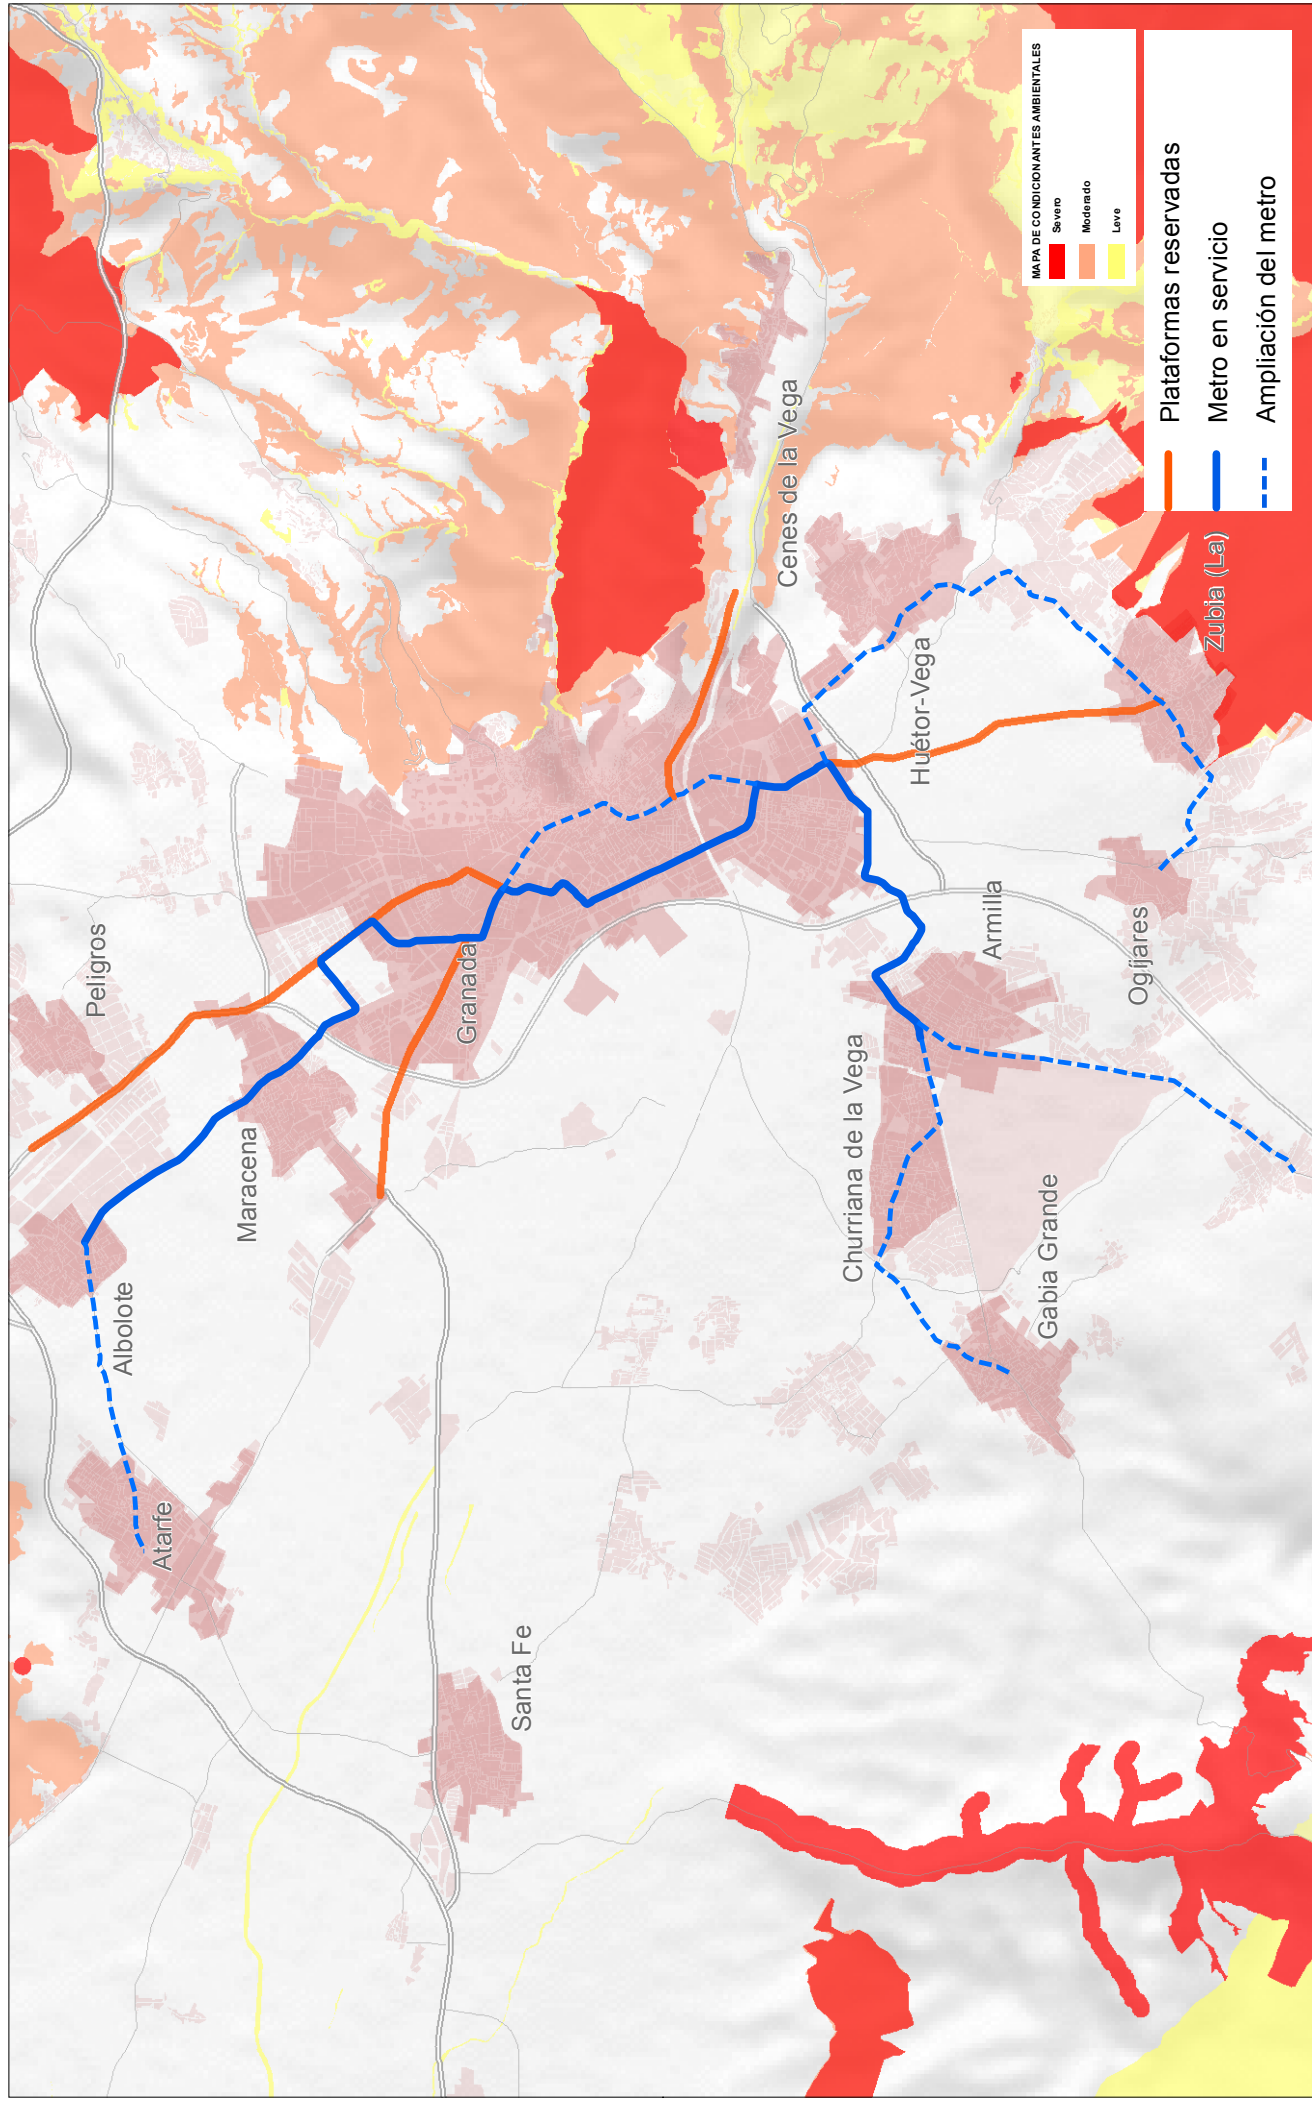 MAPA DE CONDICIONANTES AMBIENTALES
Severo
Moderado
Leve
Plataformas reservadas
Metro en servicio
Ampliación del metro
Peligros
Albolote
Atarfe
Maracena
Granada
Santa Fe
Cenes de la Vega
Huétor-Vega
Zubia (La)
Armilla
Ogíjares
Churriana de la Vega
Gabia Grande